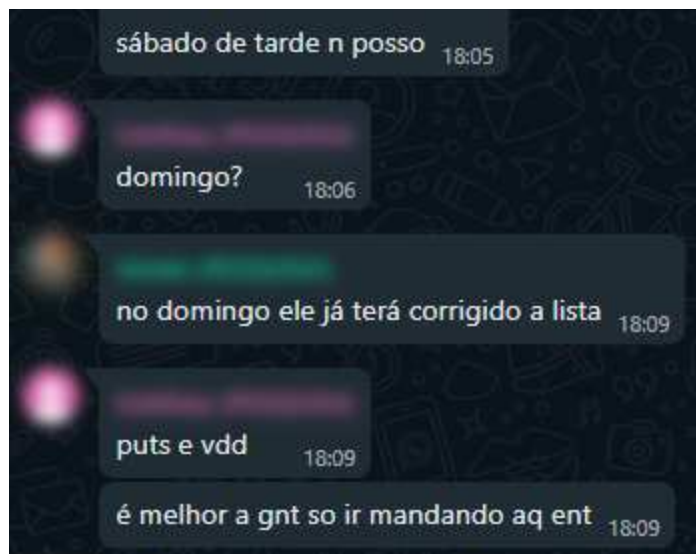 sábado de tarde n posso 18:05
domingo? 18:06
no domingo ele já terá corrigido a lista 18:09
puts e vdd 18:09
é melhor a gnt so ir mandando aq ent 18:09